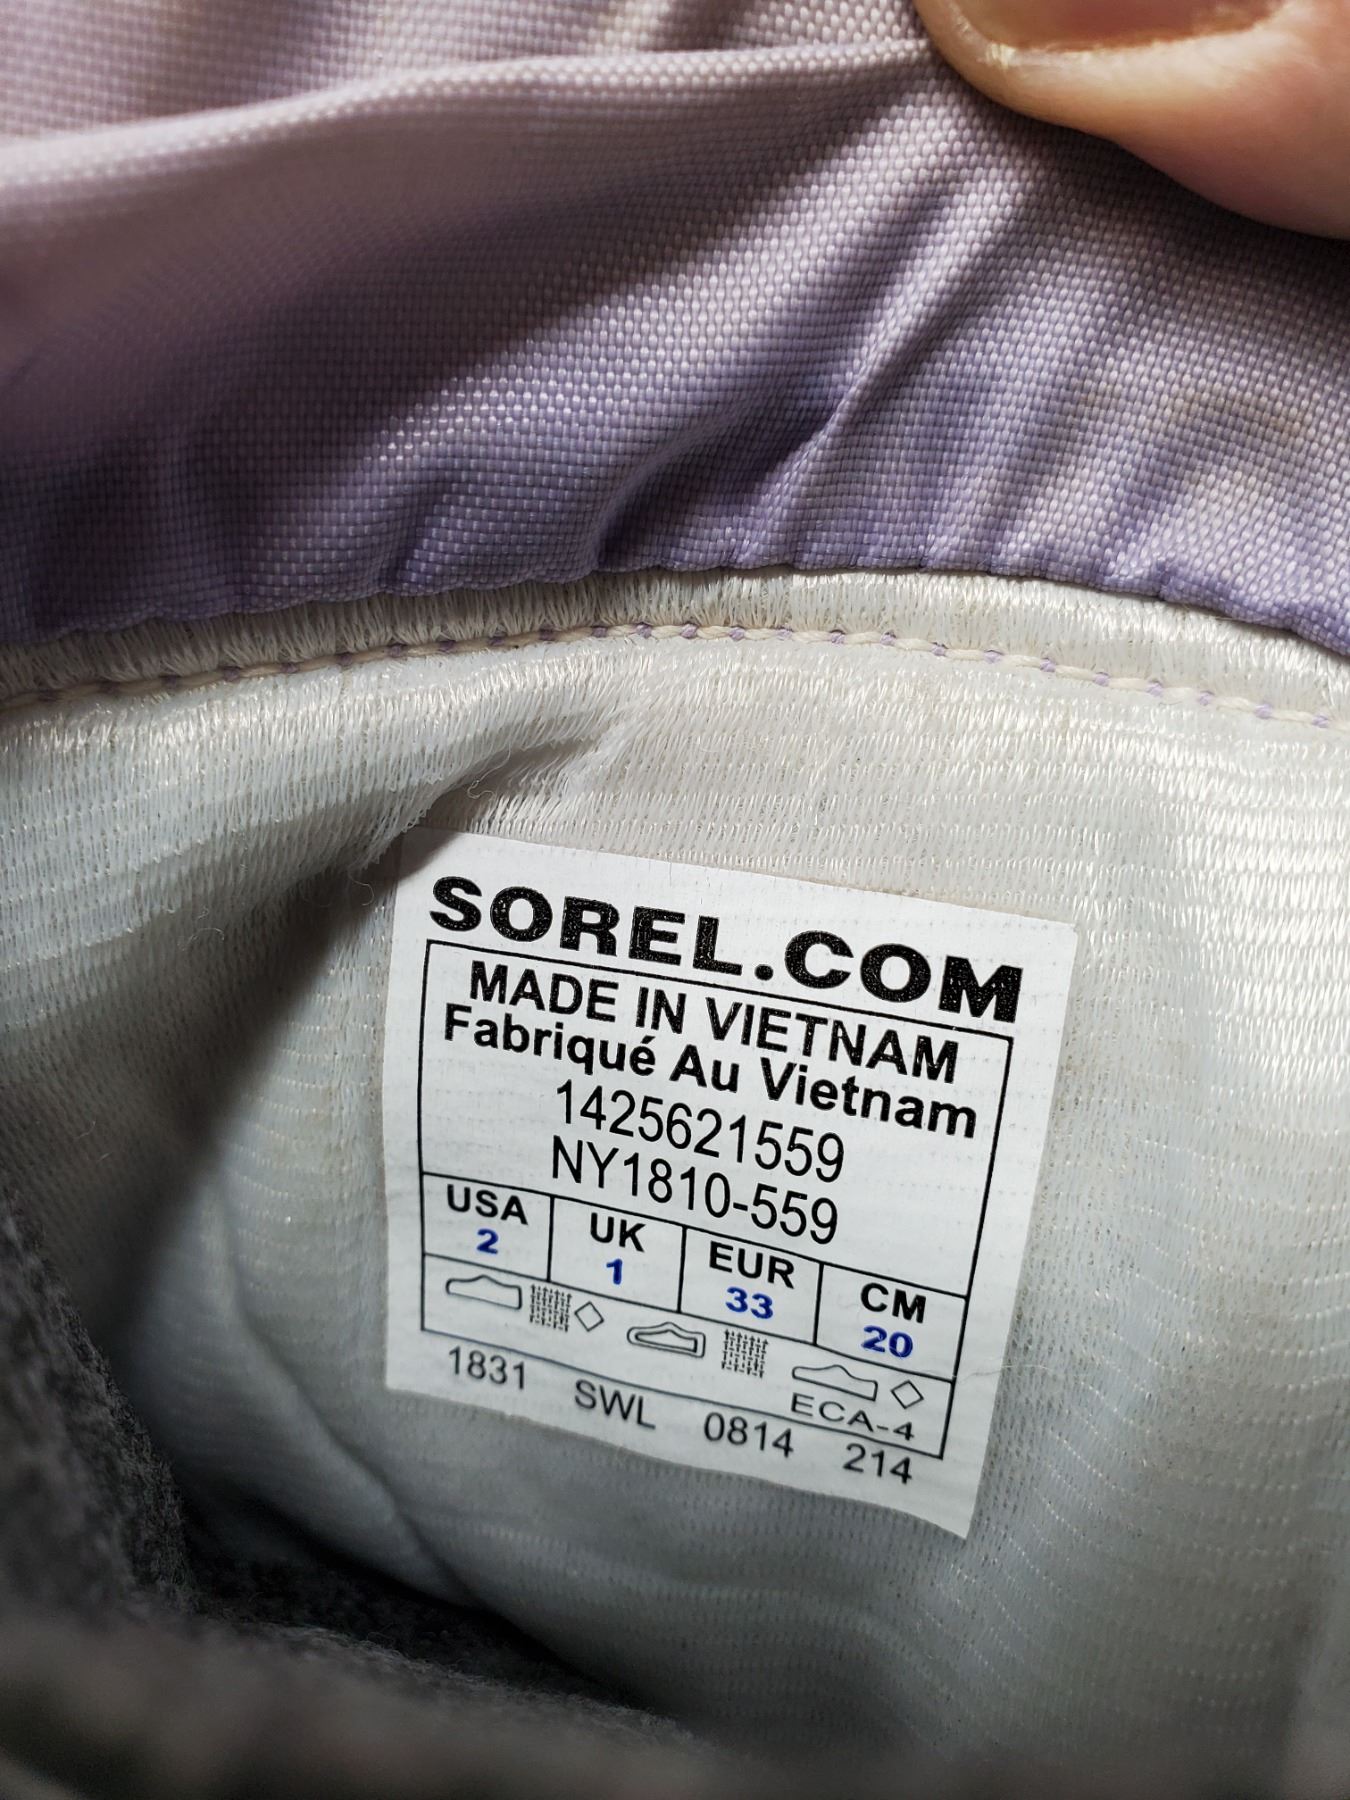 SOREL.COM
MADE IN VIETNAM
Fabriqué Au Vietnam
1425621559
NY1810-559
USA UK EUR CM
2 1 33 20
ECA-4
1831 SWL 0814 214